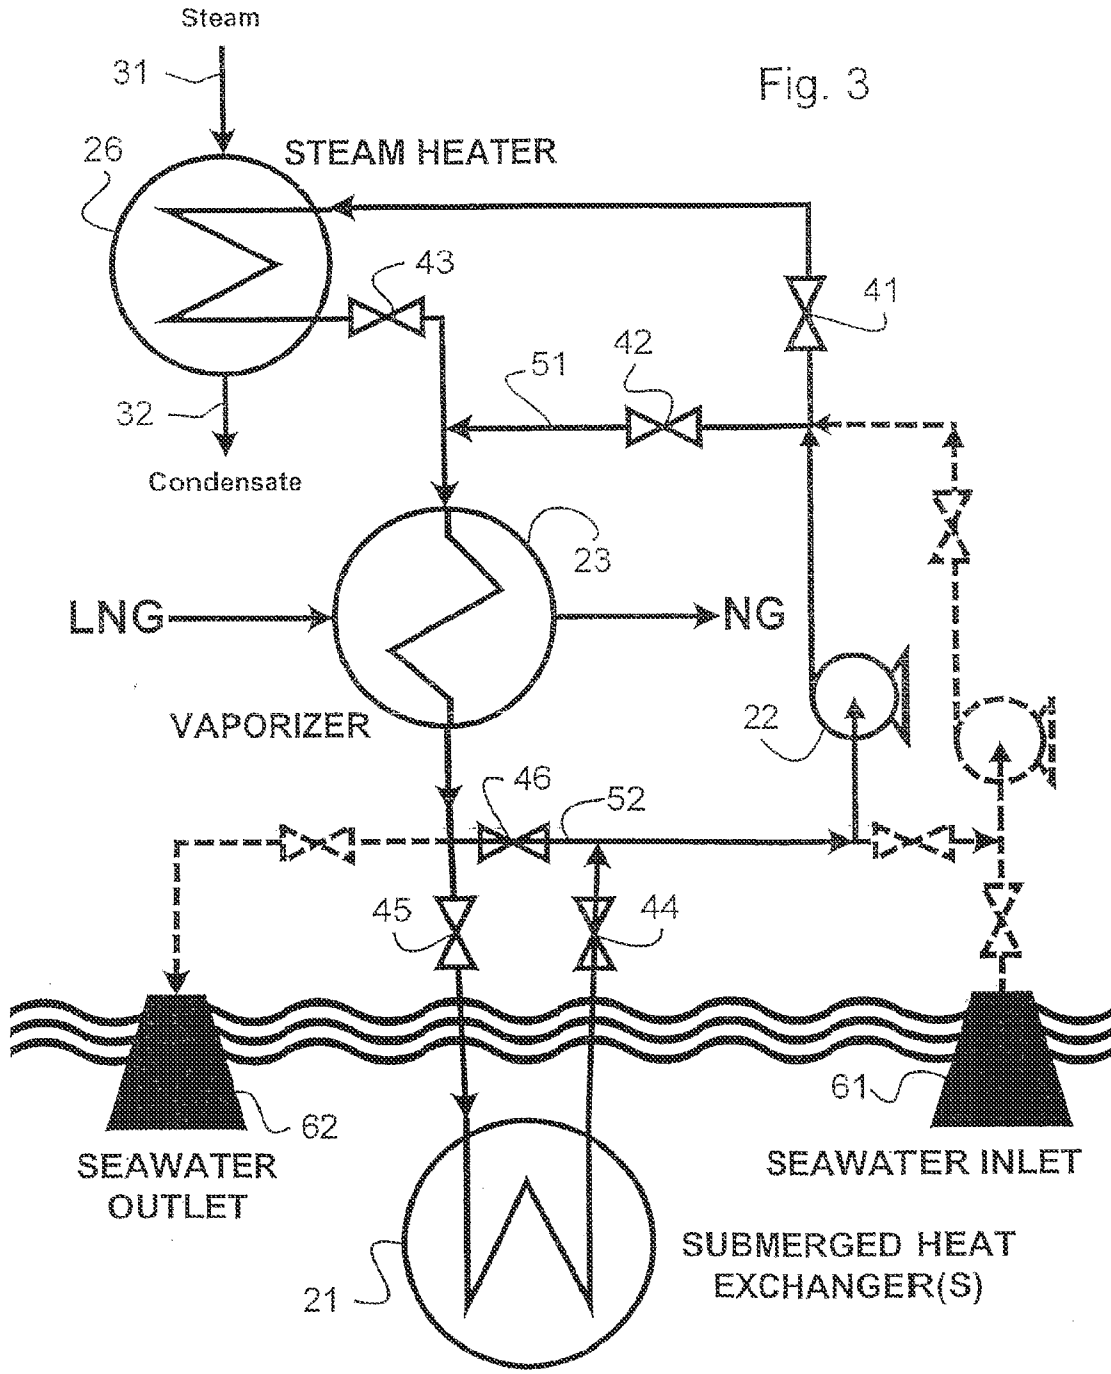 Steam
31
Fig. 3
26
STEAM HEATER
43
41
42
51
32
Condensate
23
LNG
NG
VAPORIZER
22
46
52
45
44
61
62
SEAWATER
OUTLET
SEAWATER INLET
SUBMERGED HEAT
EXCHANGER(S)
21